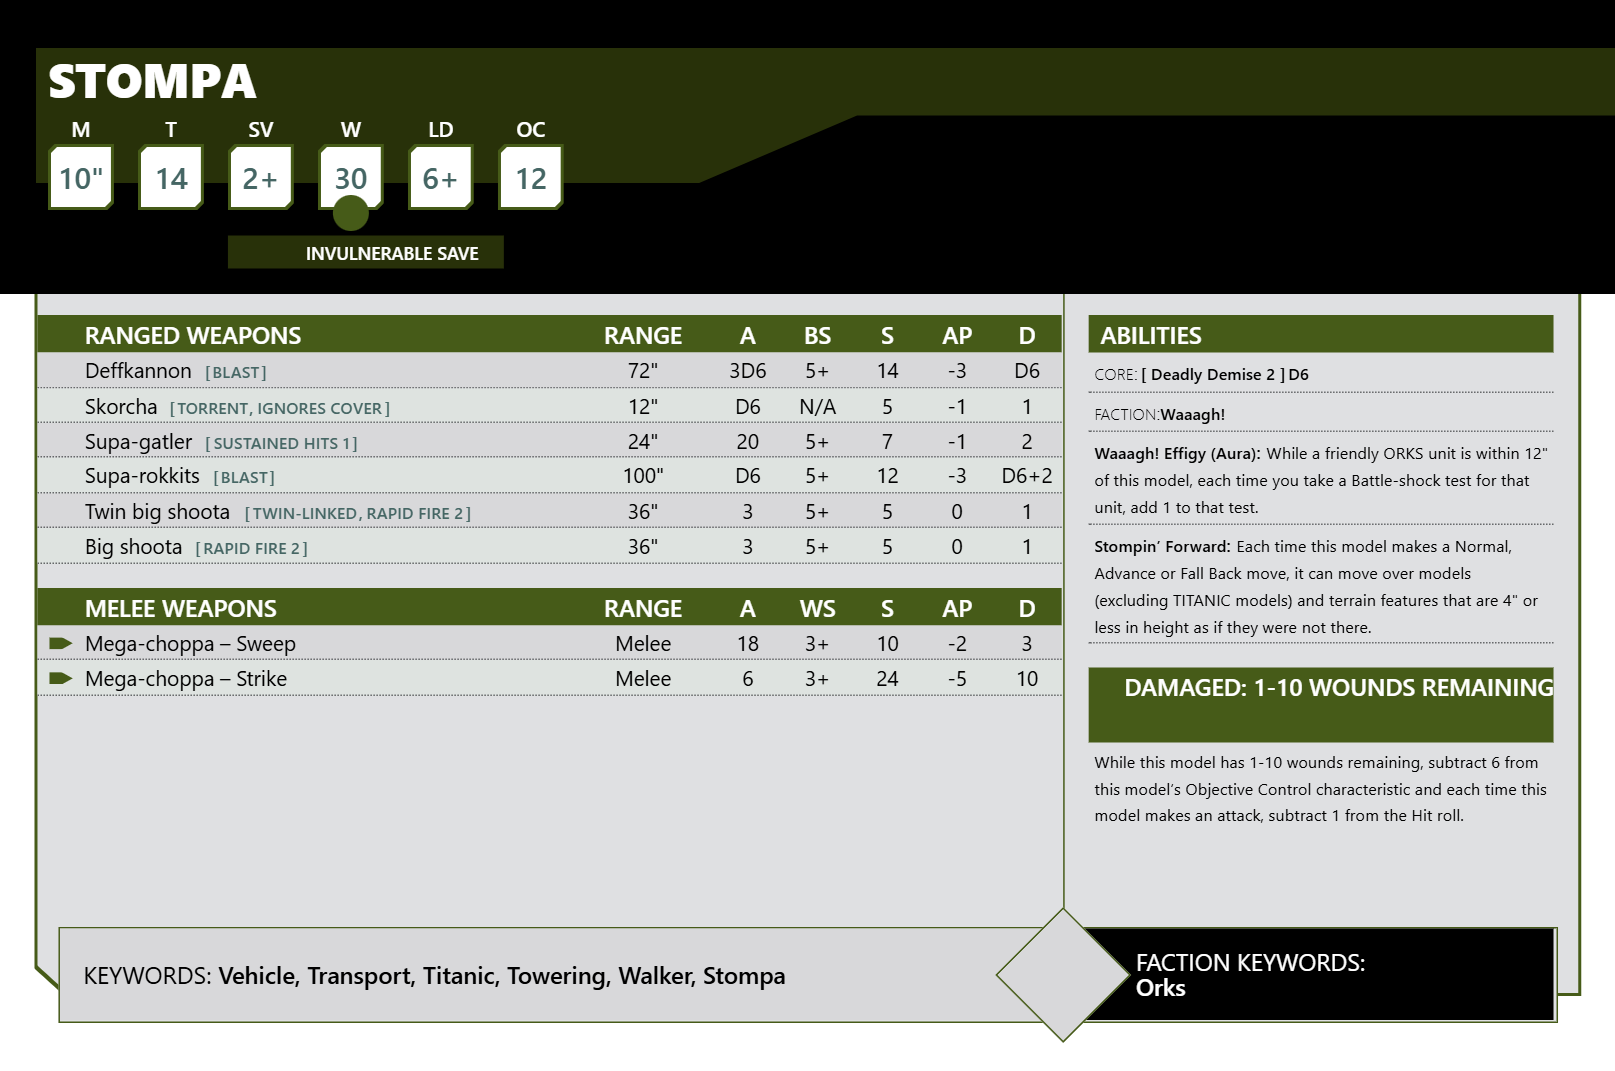 STOMPA
M T SV W LD OC
10" 14 2+ 30 6+ 12
INVULNERABLE SAVE
RANGED WEAPONS RANGE A BS S AP D
Deffkannon [BLAST] 72" 3D6 5+ 14 -3 D6
Skorcha [TORRENT, IGNORES COVER] 12" D6 N/A 5 -1 1
Supa-gatler [SUSTAINED HITS 1] 24" 20 5+ 7 -1 2
Supa-rokkits [BLAST] 100" D6 5+ 12 -3 D6+2
Twin big shoota [TWIN-LINKED, RAPID FIRE 2] 36" 3 5+ 5 0 1
Big shoota [RAPID FIRE 2] 36" 3 5+ 5 0 1
MELEE WEAPONS RANGE A WS S AP D
Mega-choppa – Sweep Melee 18 3+ 10 -2 3
Mega-choppa – Strike Melee 6 3+ 24 -5 10
ABILITIES
CORE: [ Deadly Demise 2 ] D6
FACTION:Waaagh!
Waaagh! Effigy (Aura): While a friendly ORKS unit is within 12"
of this model, each time you take a Battle-shock test for that
unit, add 1 to that test.
Stompin’ Forward: Each time this model makes a Normal,
Advance or Fall Back move, it can move over models
(excluding TITANIC models) and terrain features that are 4" or
less in height as if they were not there.
DAMAGED: 1-10 WOUNDS REMAINING
While this model has 1-10 wounds remaining, subtract 6 from
this model’s Objective Control characteristic and each time this
model makes an attack, subtract 1 from the Hit roll.
KEYWORDS: Vehicle, Transport, Titanic, Towering, Walker, Stompa
FACTION KEYWORDS:
Orks